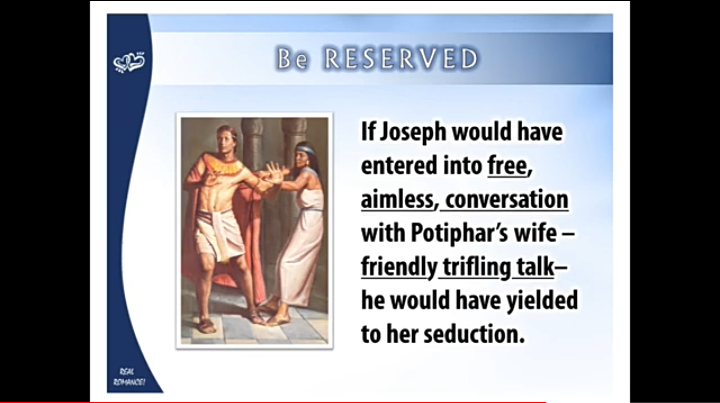 Be RESERVED
If Joseph would have
entered into free,
aimless, conversation
with Potiphar's wife –
friendly trifling talk–
he would have yielded
to her seduction.
REAL
ROMANCE!